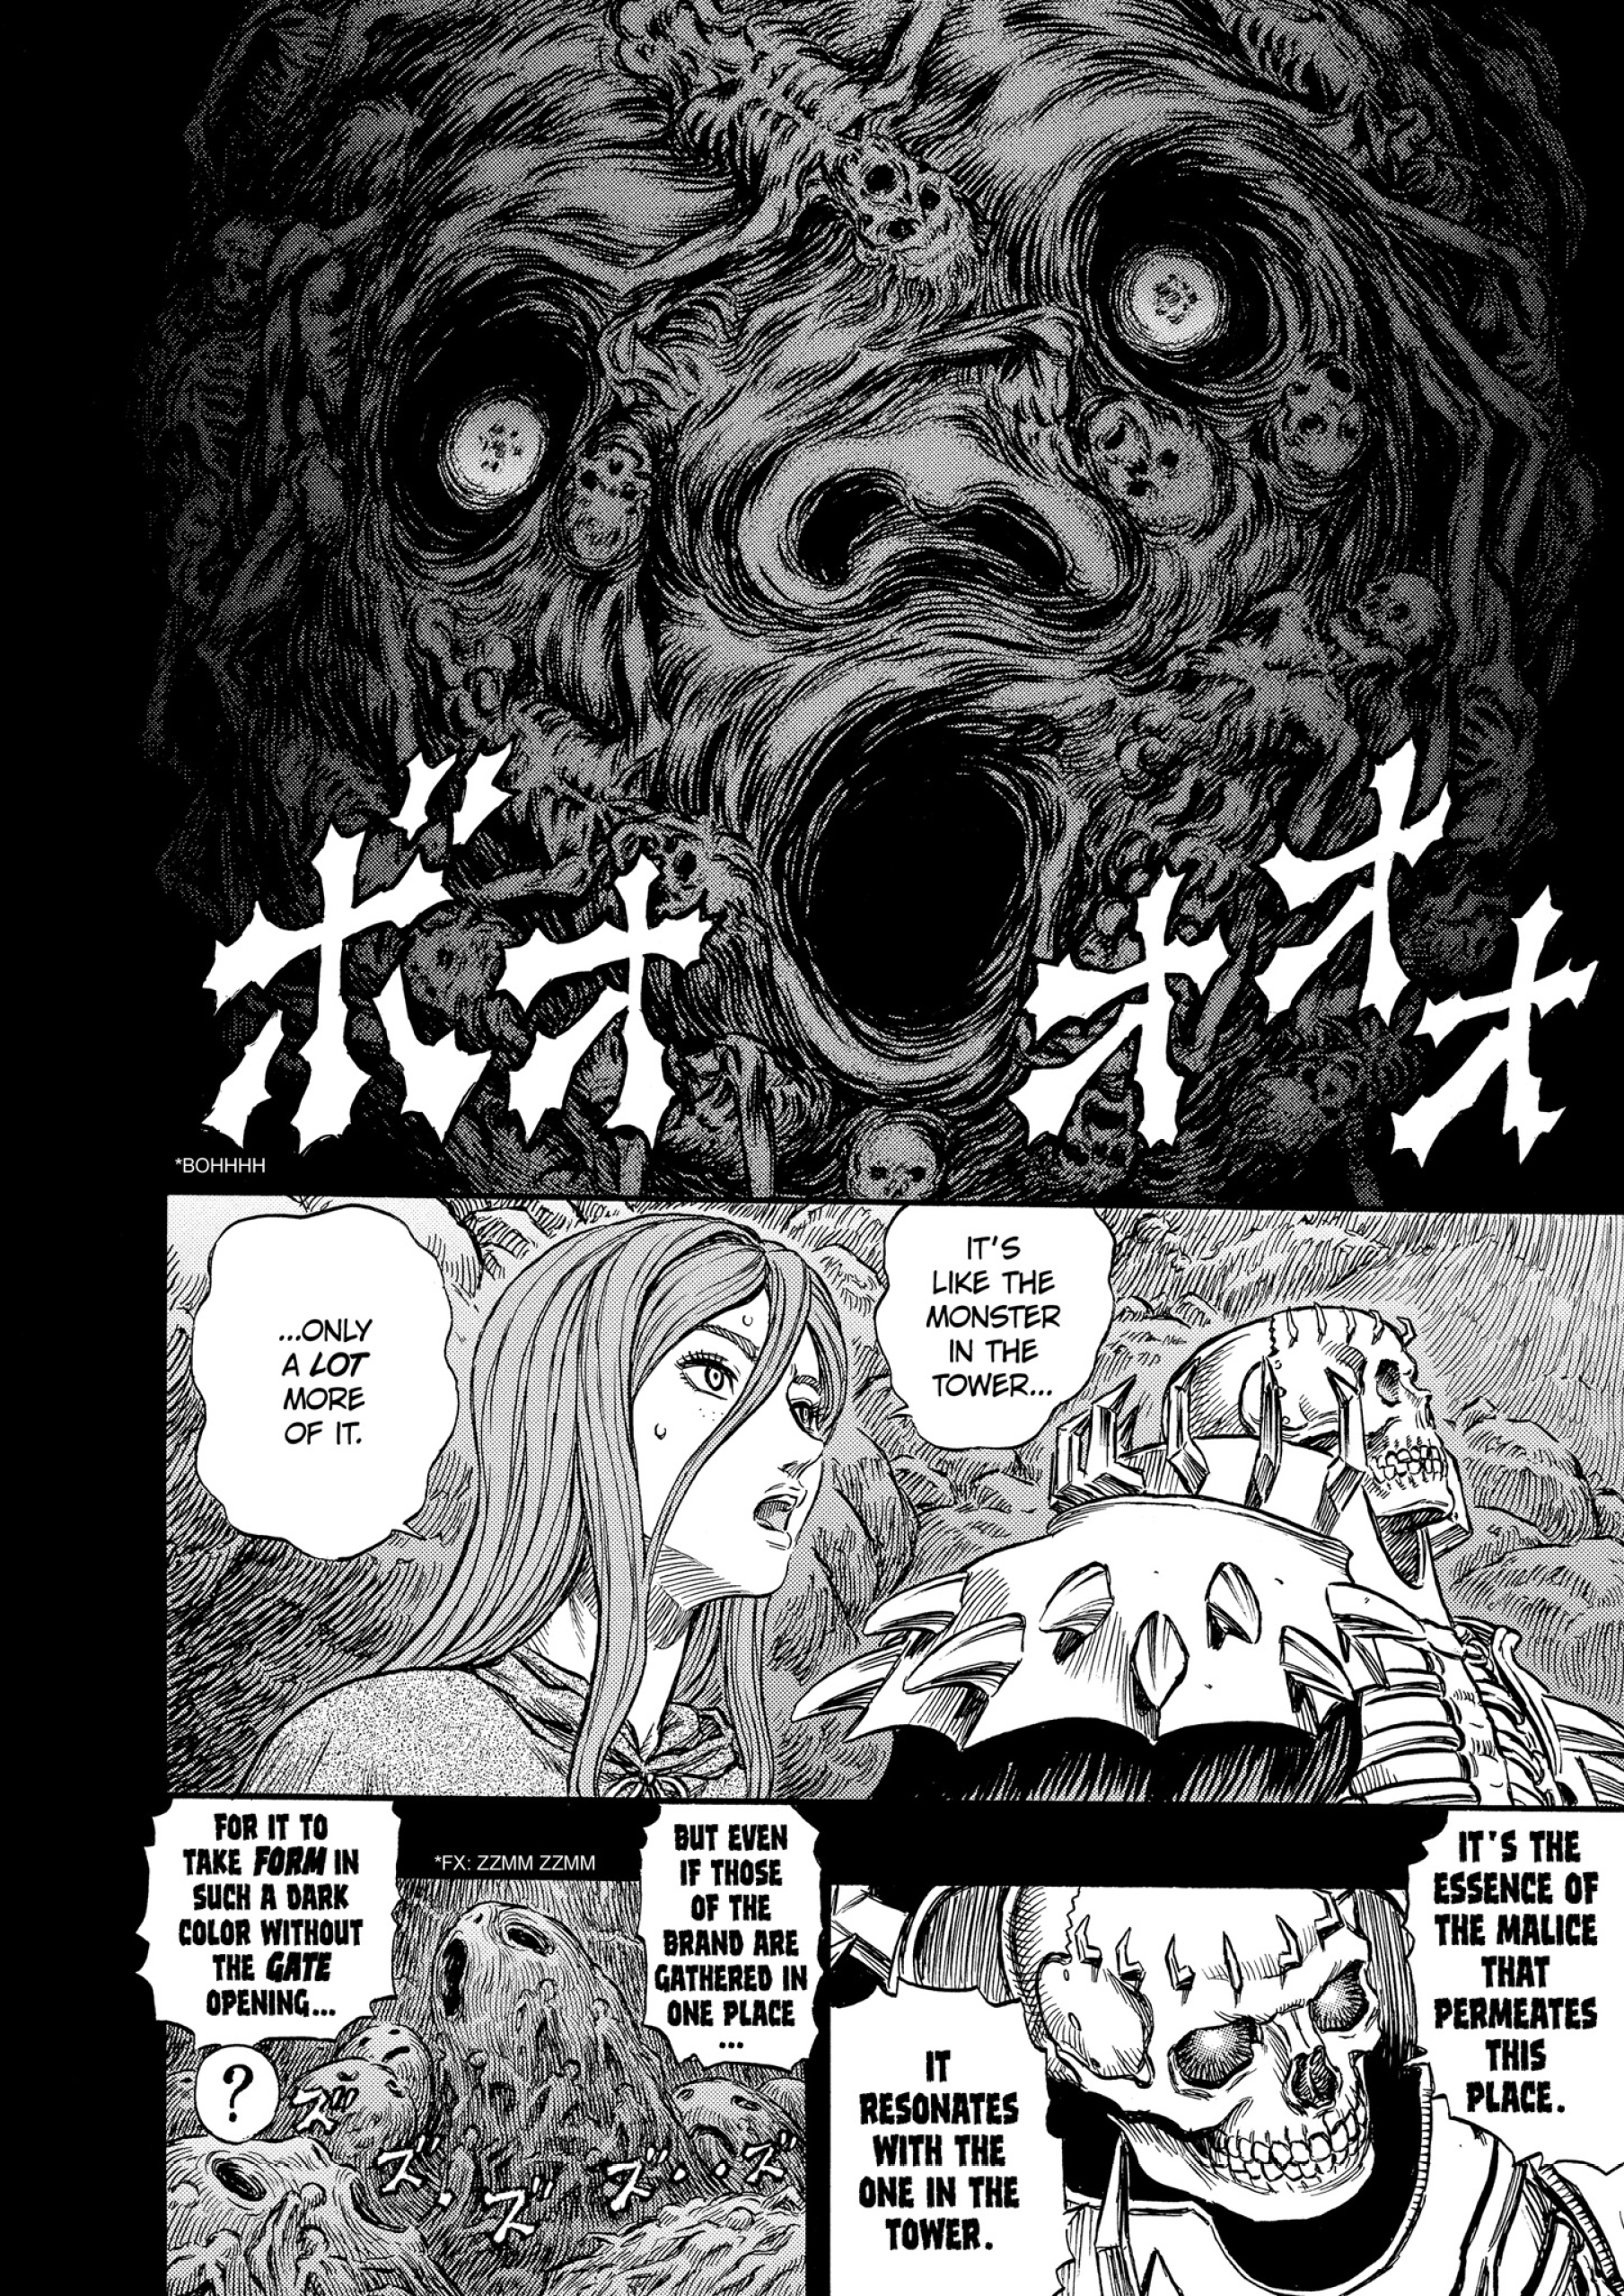 ボオオオオ
*BOHHHH
IT'S
LIKE THE
MONSTER
IN THE
TOWER...
...ONLY
A LOT
MORE
OF IT.
IT'S THE
ESSENCE OF
THE MALICE
THAT
PERMEATES
THIS
PLACE.
IT
RESONATES
WITH THE
ONE IN THE
TOWER.
BUT EVEN
IF THOSE
OF THE
BRAND ARE
GATHERED IN
ONE PLACE
...
*FX: ZZMM ZZMM
FOR IT TO
TAKE FORM IN
SUCH A DARK
COLOR WITHOUT
THE GATE
OPENING...
?
ズズ・ズズ・・ズ